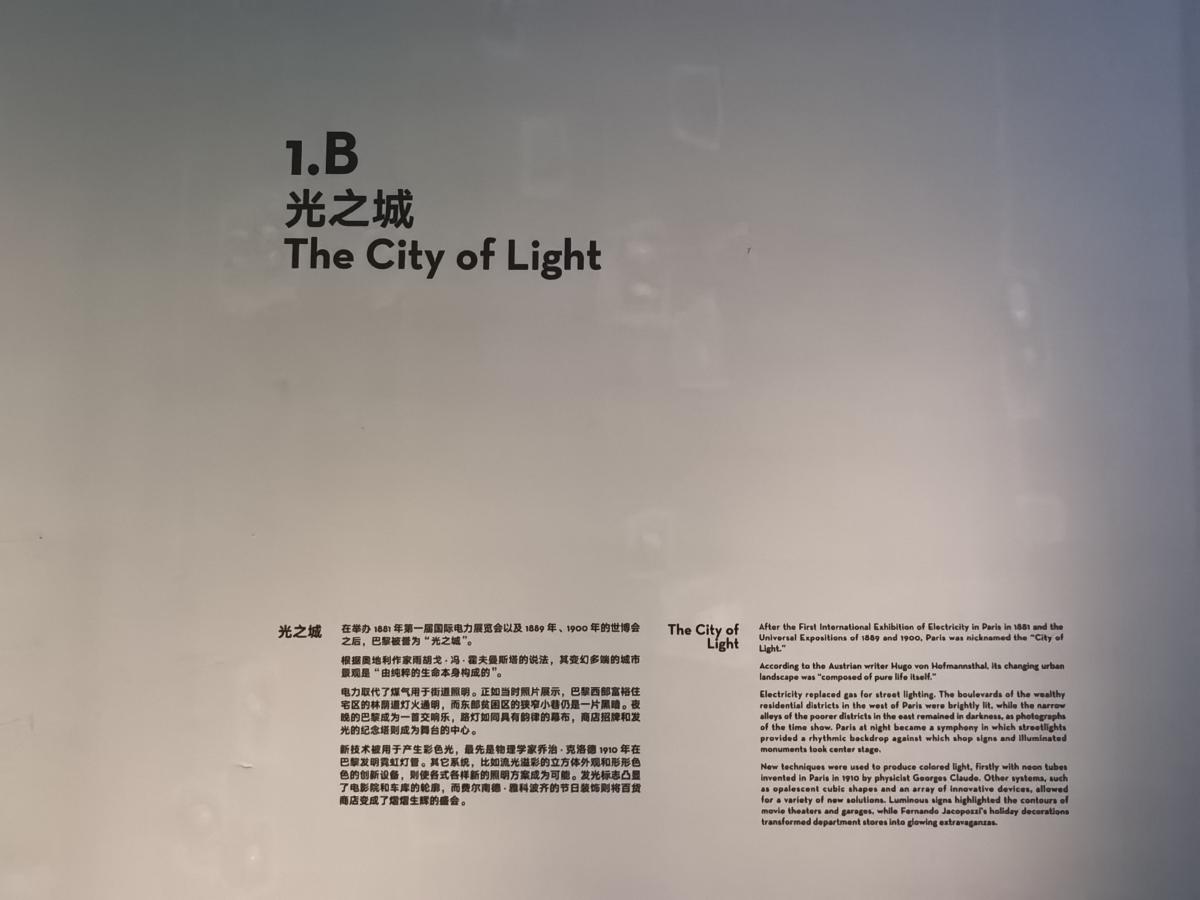 1.B
光之城
The City of Light
光之城
在举办 1881 年第一届国际电力展览会以及 1889 年、1900 年的世博会
之后，巴黎被誉为“光之城”。
根据奥地利作家雨胡戈·冯·霍夫曼斯塔的说法，其变幻多端的城市
景观是“由纯粹的生命本身构成的”。
电力取代了煤气用于街道照明。正如当时照片展示，巴黎西部富裕住
宅区的林荫道灯火通明，而东部贫困区的狭窄小巷仍是一片黑暗。夜
晚的巴黎成为一首交响乐，路灯如同具有韵律的幕布，商店招牌和发
光的纪念塔则成为舞台的中心。
新技术被用于产生彩色光，最先是物理学家乔治·克洛德 1910 年在
巴黎发明霓虹灯管。其它系统，比如流光溢彩的立方体外观和形形色
色的创新设备，则使各式各样新的照明方案成为可能。发光标志凸显
了电影院和车库的轮廓，而费尔南德·雅科波齐的节日装饰则将百货
商店变成了熠熠生辉的盛会。
The City of
Light
After the First International Exhibition of Electricity in Paris in 1881 and the
Universal Expositions of 1889 and 1900, Paris was nicknamed the “City of
Light.”
According to the Austrian writer Hugo von Hofmannsthal, its changing urban
landscape was “composed of pure life itself.”
Electricity replaced gas for street lighting. The boulevards of the wealthy
residential districts in the west of Paris were brightly lit, while the narrow
alleys of the poorer districts in the east remained in darkness, as photographs
of the time show. Paris at night became a symphony in which streetlights
provided a rhythmic backdrop against which shop signs and illuminated
monuments took center stage.
New techniques were used to produce colored light, firstly with neon tubes
invented in Paris in 1910 by physicist Georges Claude. Other systems, such
as opalescent cubic shapes and an array of innovative devices, allowed
for a variety of new solutions. Luminous signs highlighted the contours of
movie theaters and garages, while Fernando Jacopozzi's holiday decorations
transformed department stores into glowing extravaganzas.